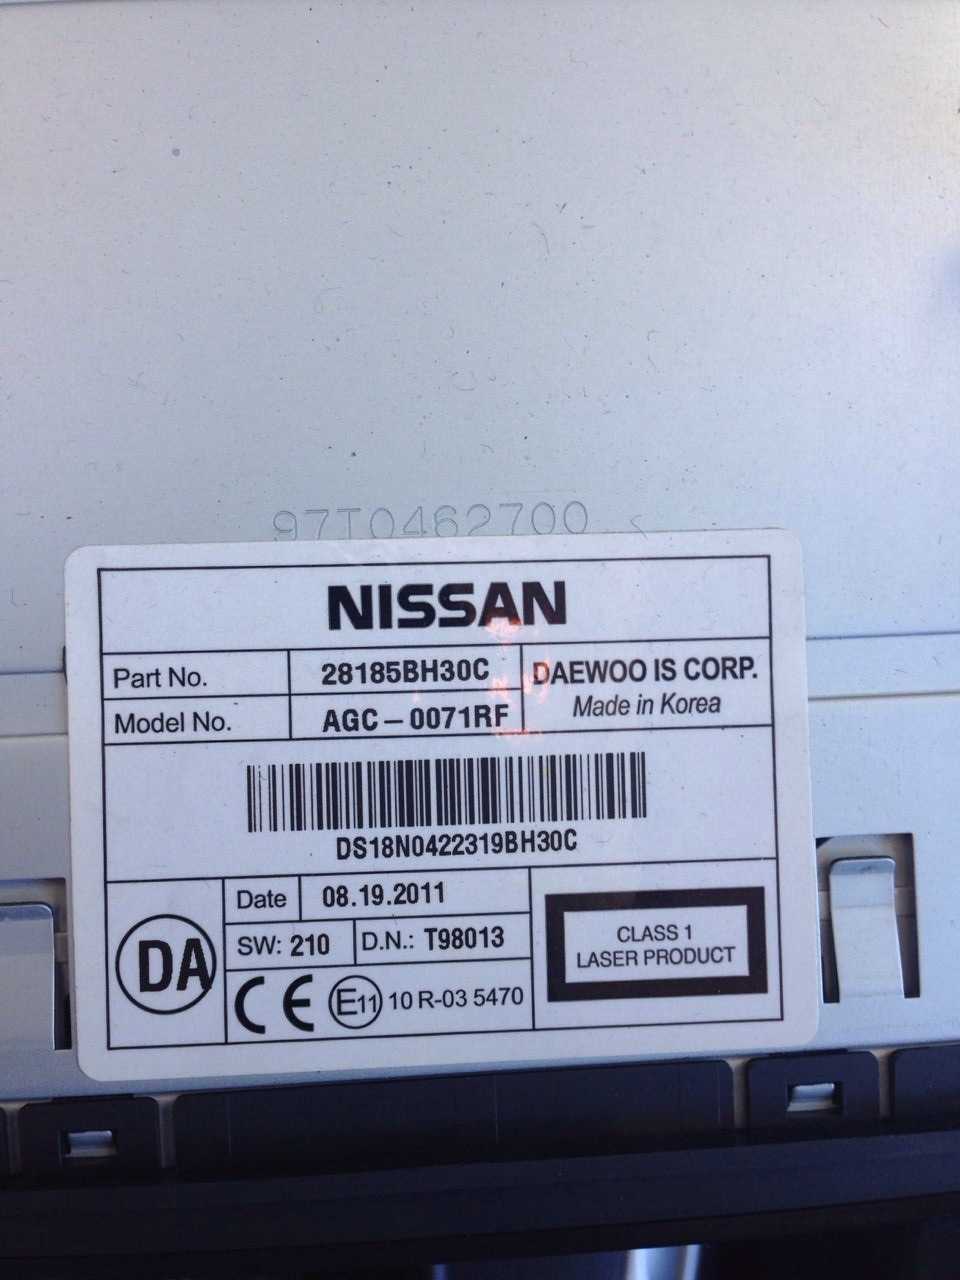 97T0462700
NISSAN
Part No. 28185BH30C DAEWOO IS CORP.
Model No. AGC-0071RF Made in Korea
DS18N0422319BH30C
DA
Date 08.19.2011
SW: 210 D.N.: T98013
CE E11 10 R-03 5470
CLASS 1
LASER PRODUCT